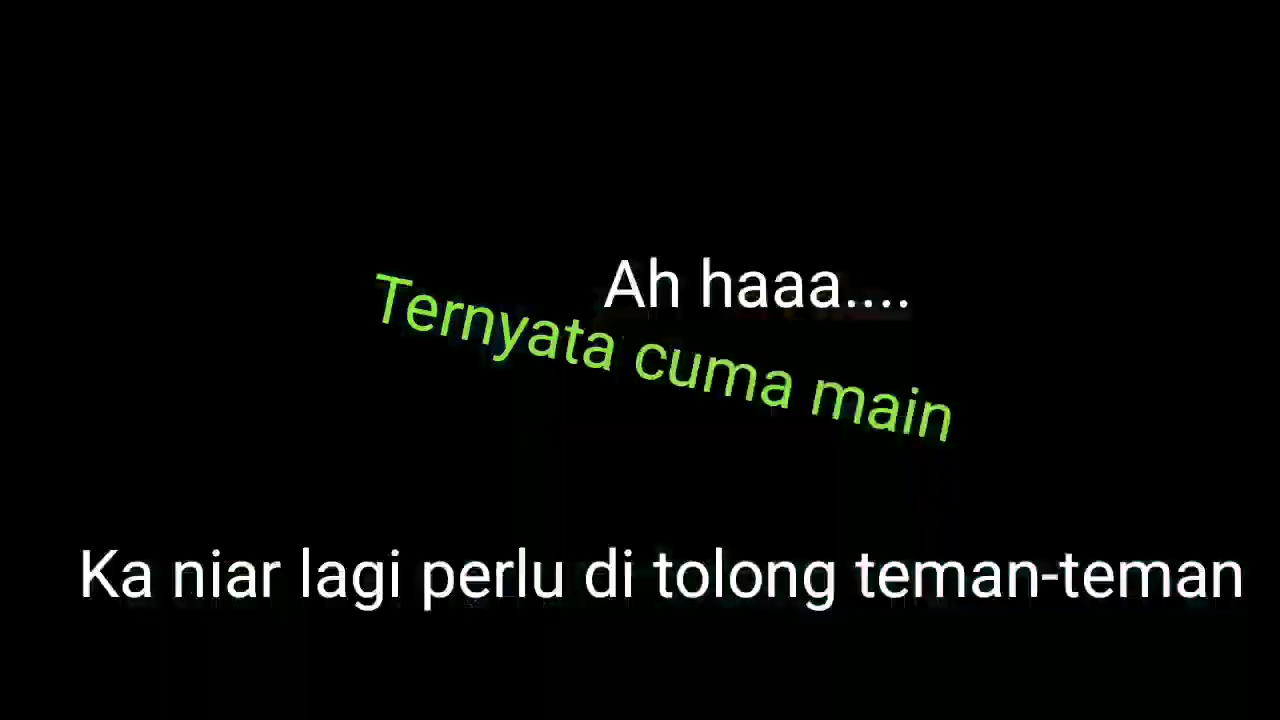 Ah haaa....
Ternyata cuma main
Ka niar lagi perlu di tolong teman-teman